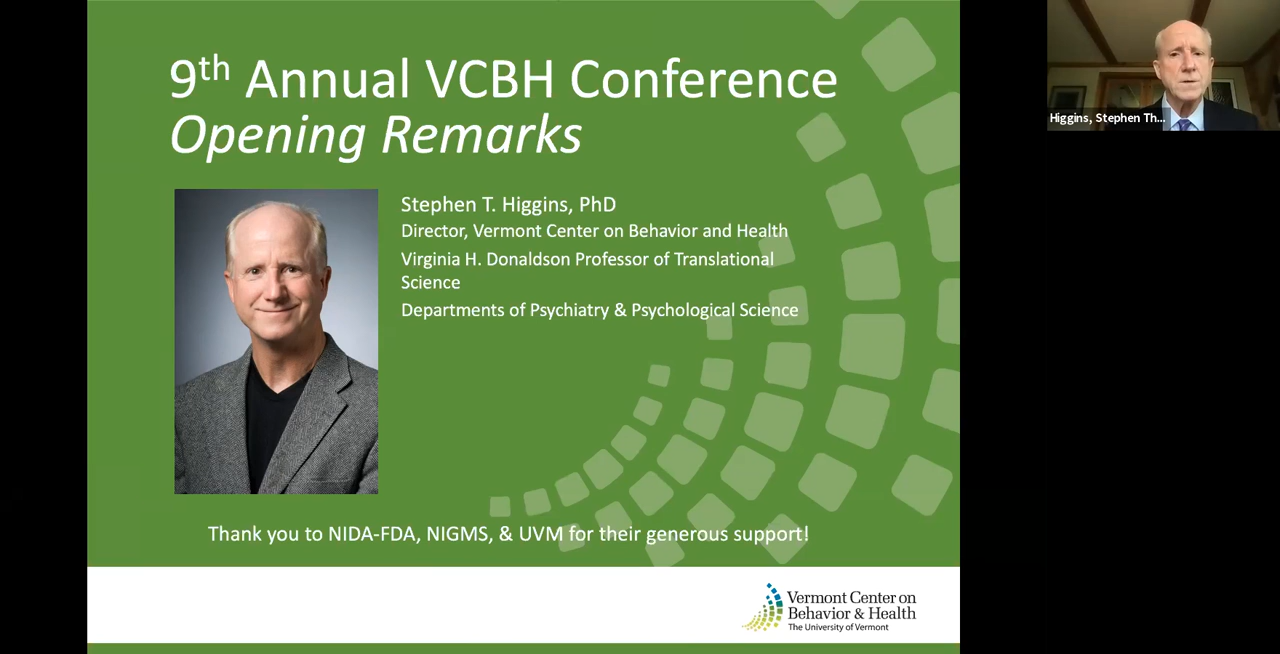 9th Annual VCBH Conference
Opening Remarks
Stephen T. Higgins, PhD
Director, Vermont Center on Behavior and Health
Virginia H. Donaldson Professor of Translational
Science
Departments of Psychiatry & Psychological Science
Thank you to NIDA-FDA, NIGMS, & UVM for their generous support!
Vermont Center on
Behavior & Health
The University of Vermont
Higgins, Stephen Th...